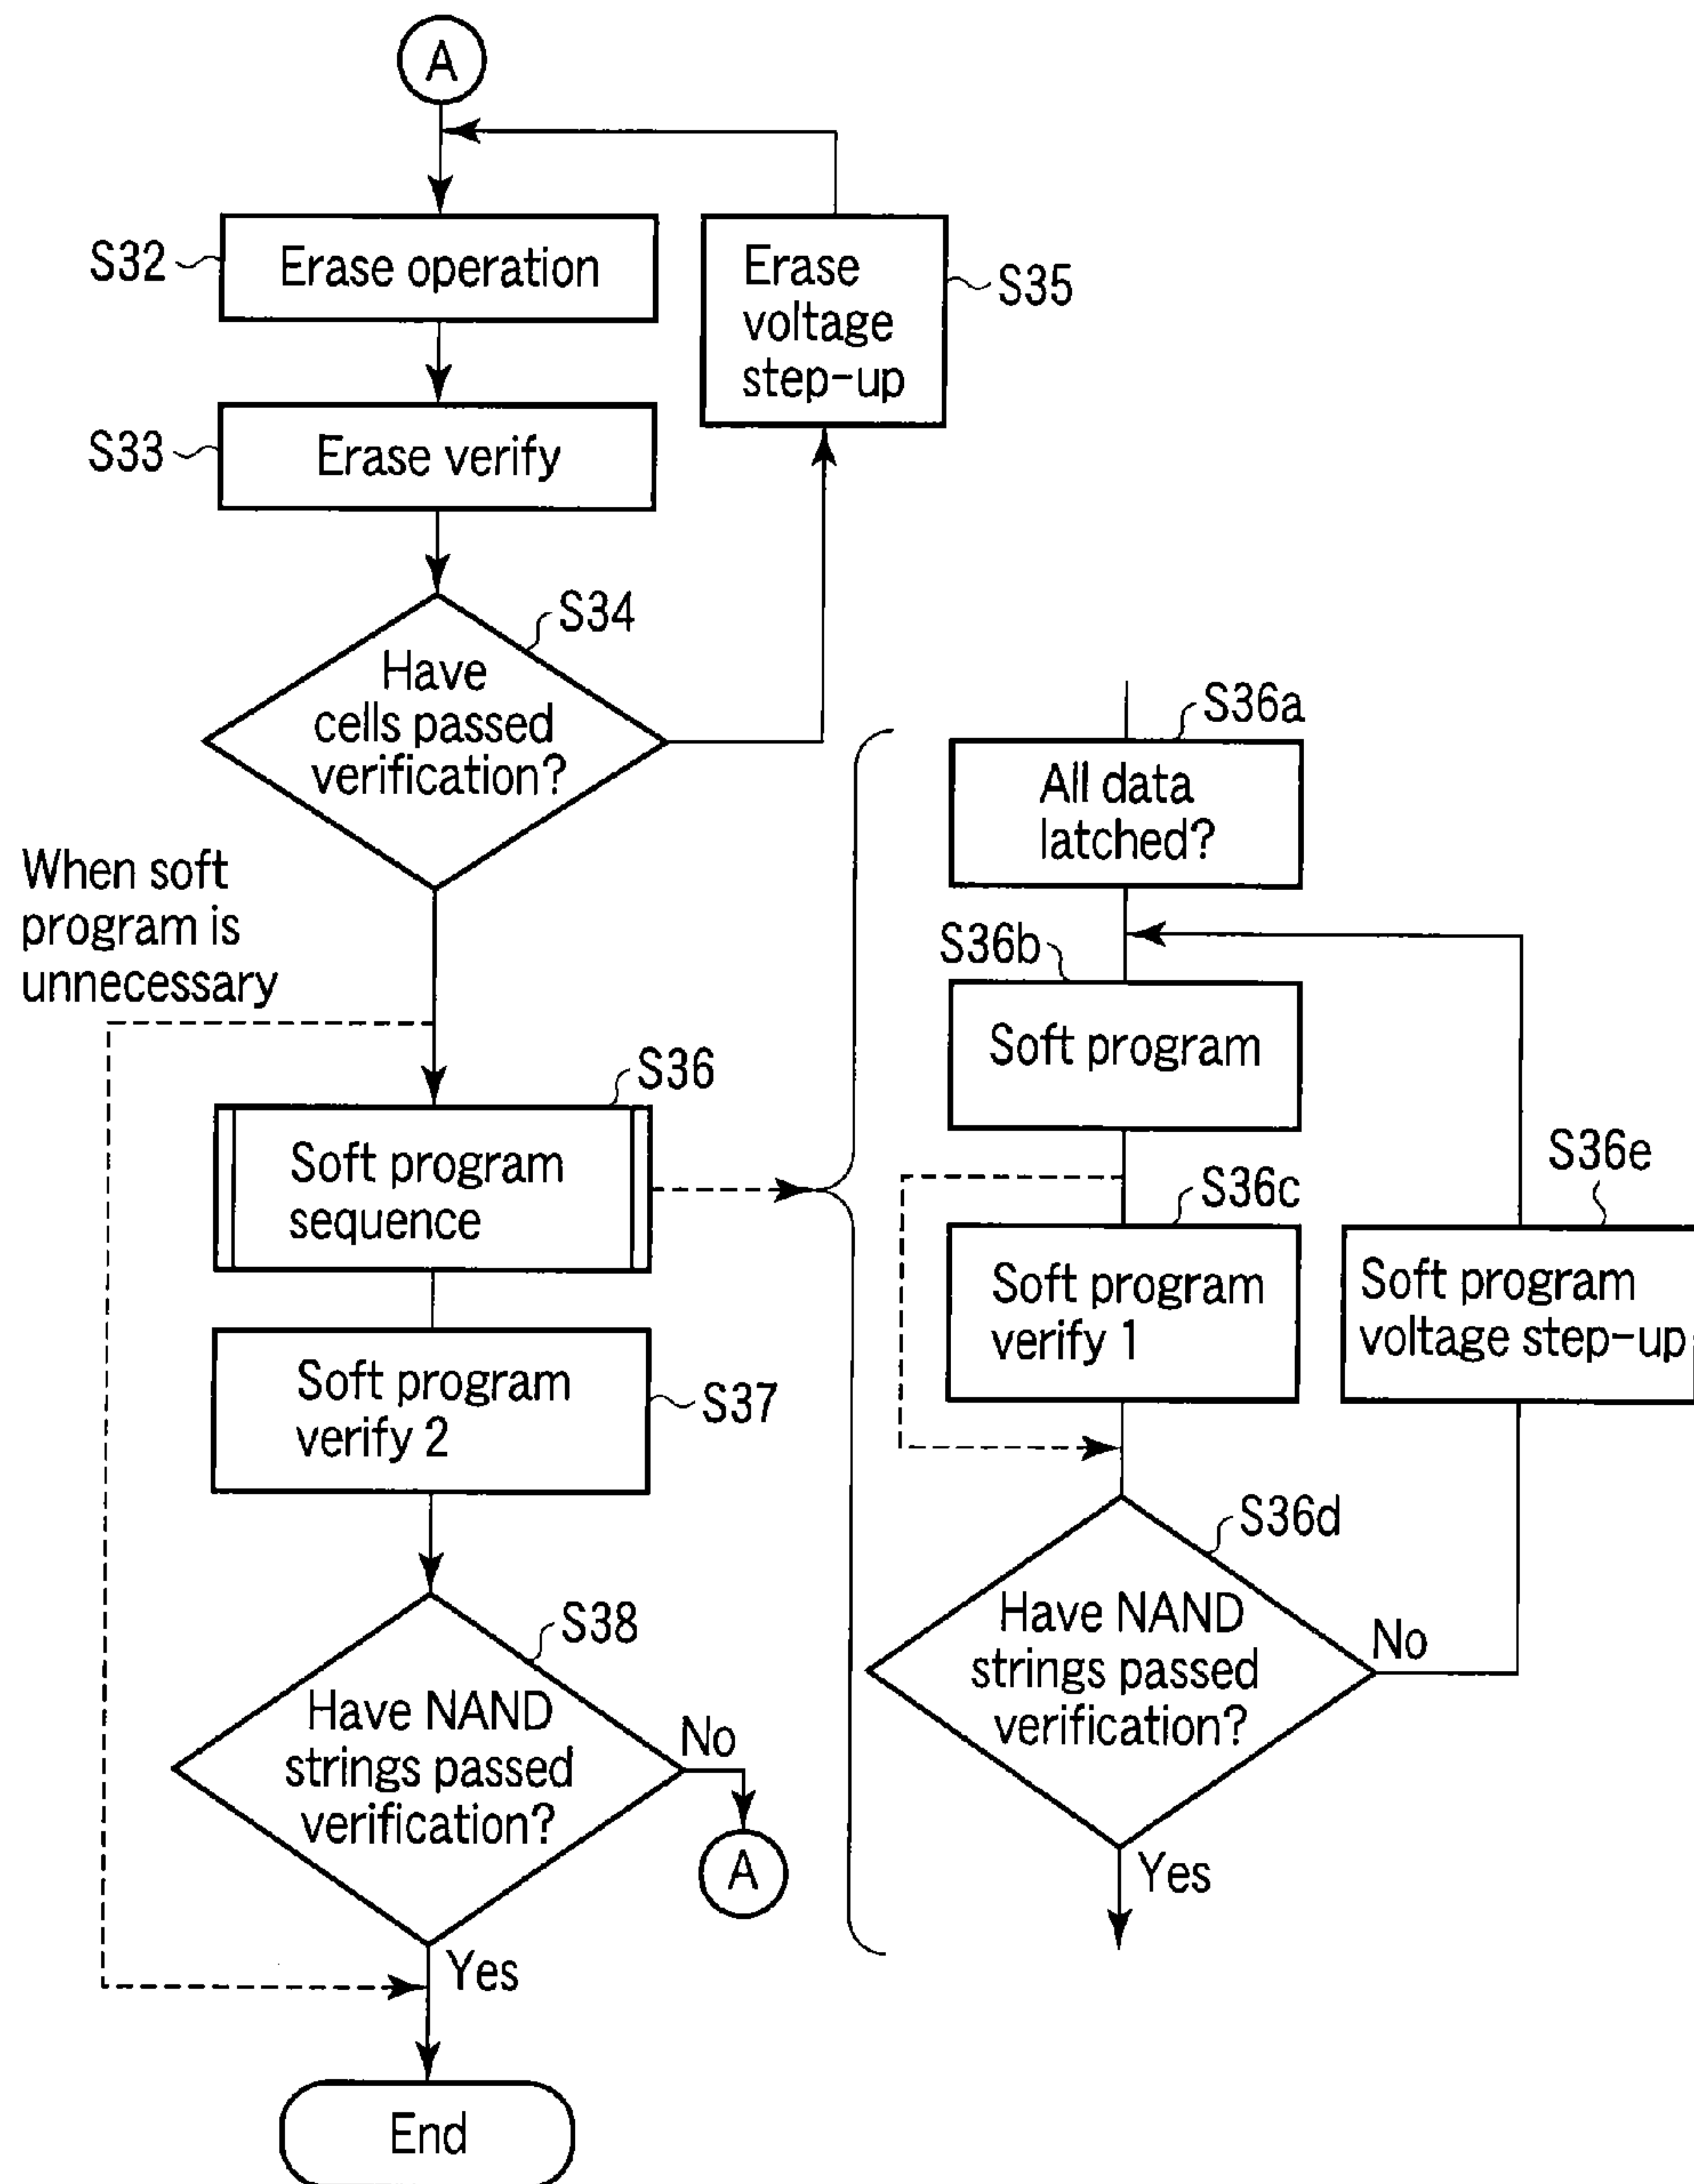 A
S32
Erase operation
Erase
voltage
step-up
S35
S33
Erase verify
S34
Have
cells passed
verification?
When soft
program is
unnecessary
S36
Soft program
sequence
Soft program
verify 2
S37
S38
Have NAND
strings passed
verification?
No
A
Yes
End
S36a
All data
latched?
S36b
Soft program
S36c
Soft program
verify 1
S36e
Soft program
voltage step-up
S36d
Have NAND
strings passed
verification?
No
Yes